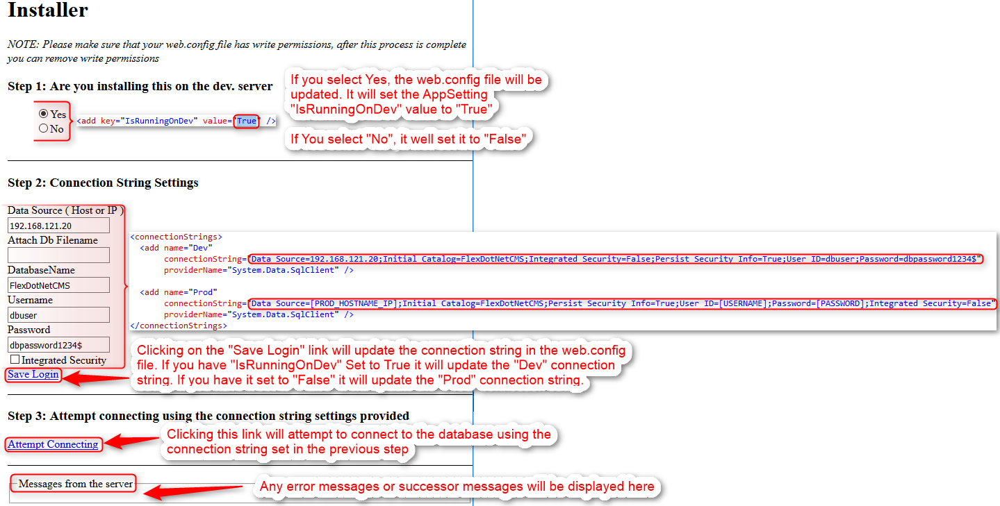 Installer
NOTE: Please make sure that your web.config file has write permissions, after this process is complete
you can remove write permissions
Step 1: Are you installing this on the dev. server
If you select Yes, the web.config file will be
updated. It will set the AppSetting
"IsRunningOnDev" value to "True"
Yes
No
<add key="IsRunningOnDev" value="True" />
If You select "No", it well set it to "False"
Step 2: Connection String Settings
Data Source ( Host or IP )
192.168.121.20
Attach Db Filename
DatabaseName
FlexDotNetCMS
Username
dbuser
Password
dbpassword1234$
Integrated Security
Save Login
<connectionStrings>
<add name="Dev"
connectionString="Data Source=192.168.121.20;Initial Catalog=FlexDotNetCMS;Integrated Security=False;Persist Security Info=True;User ID=dbuser;Password=dbpassword1234$"
providerName="System.Data.SqlClient" />
<add name="Prod"
connectionString="Data Source=[PROD_HOSTNAME_IP];Initial Catalog=FlexDotNetCMS;Persist Security Info=True;User ID=[USERNAME];Password=[PASSWORD];Integrated Security=False"
providerName="System.Data.SqlClient" />
</connectionStrings>
Clicking on the "Save Login" link will update the connection string in the web.config
file. If you have "IsRunningOnDev" Set to True it will update the "Dev" connection
string. If you have it set to "False" it will update the "Prod" connection string.
Step 3: Attempt connecting using the connection string settings provided
Attempt Connecting
Clicking this link will attempt to connect to the database using the
connection string set in the previous step
Messages from the server
Any error messages or successor messages will be displayed here